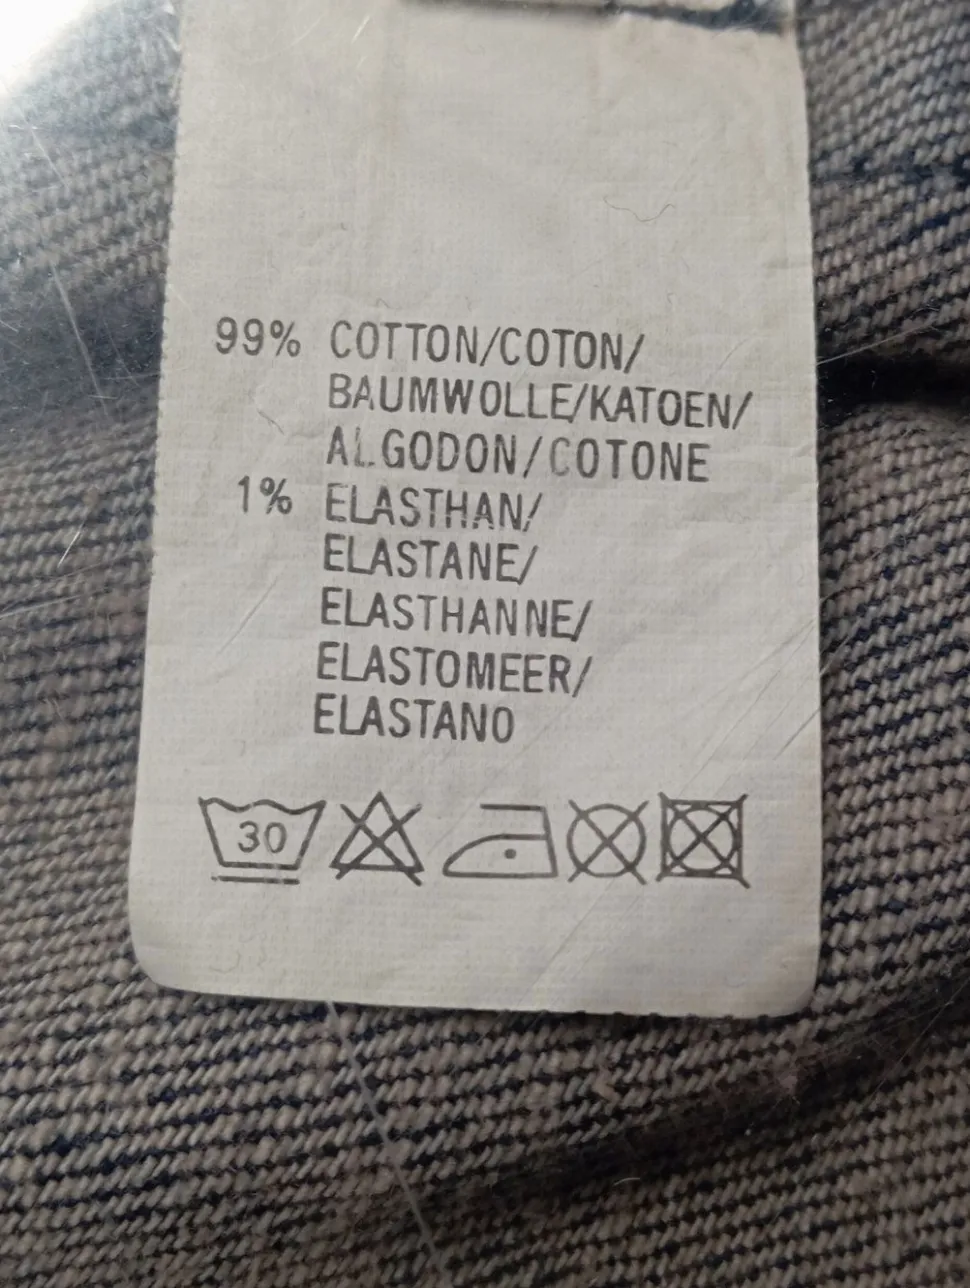 99% COTTON/COTON/
BAUMWOLLE/KATOEN/
ALGODON/COTONE
1% ELASTHAN/
ELASTANE/
ELASTHANNE/
ELASTOMEER/
ELASTANO
30